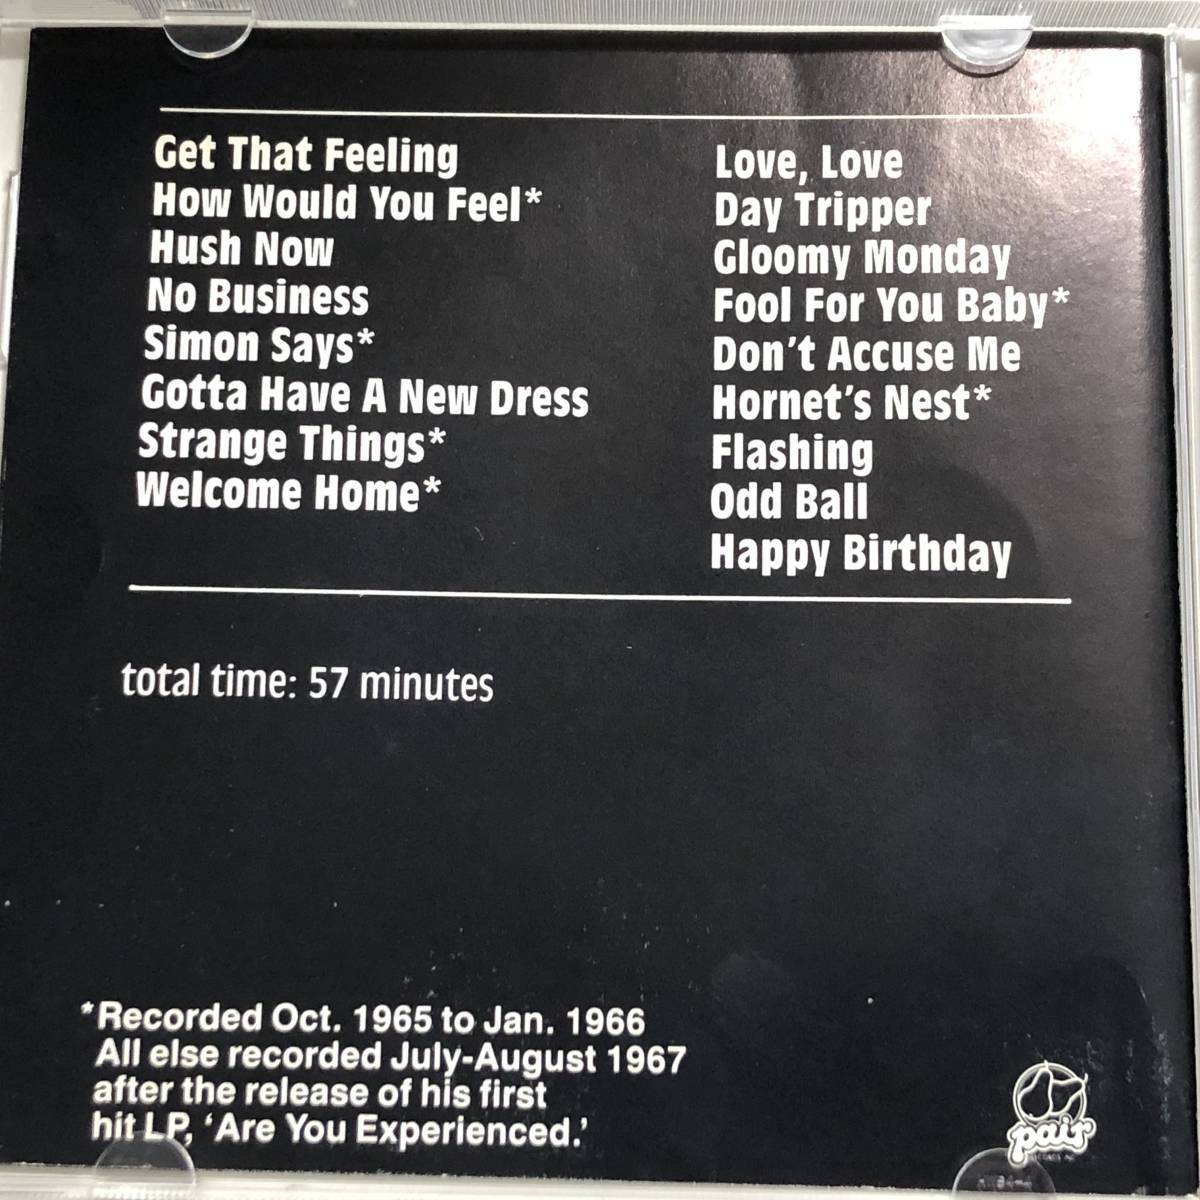 Get That Feeling
How Would You Feel*
Hush Now
No Business
Simon Says*
Gotta Have A New Dress
Strange Things*
Welcome Home*
Love, Love
Day Tripper
Gloomy Monday
Fool For You Baby*
Don't Accuse Me
Hornet's Nest*
Flashing
Odd Ball
Happy Birthday
total time: 57 minutes
*Recorded Oct. 1965 to Jan. 1966
All else recorded July-August 1967
after the release of his first
hit LP, 'Are You Experienced.'
pair